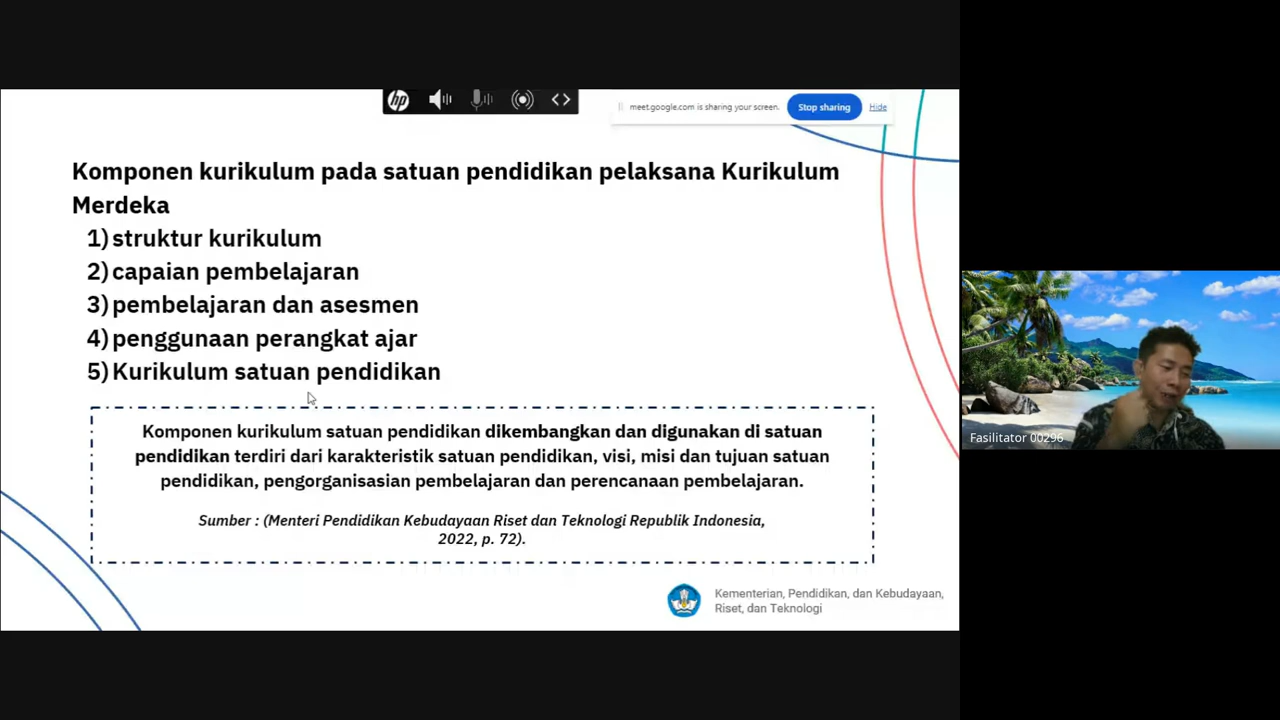 hp
meet.google.com is sharing your screen.
Stop sharing
Hide
Komponen kurikulum pada satuan pendidikan pelaksana Kurikulum
Merdeka
1) struktur kurikulum
2) capaian pembelajaran
3) pembelajaran dan asesmen
4) penggunaan perangkat ajar
5) Kurikulum satuan pendidikan
Komponen kurikulum satuan pendidikan dikembangkan dan digunakan di satuan
pendidikan terdiri dari karakteristik satuan pendidikan, visi, misi dan tujuan satuan
pendidikan, pengorganisasian pembelajaran dan perencanaan pembelajaran.
Sumber : (Menteri Pendidikan Kebudayaan Riset dan Teknologi Republik Indonesia,
2022, p. 72).
Kementerian, Pendidikan, dan Kebudayaan,
Riset, dan Teknologi
Fasilitator 00296